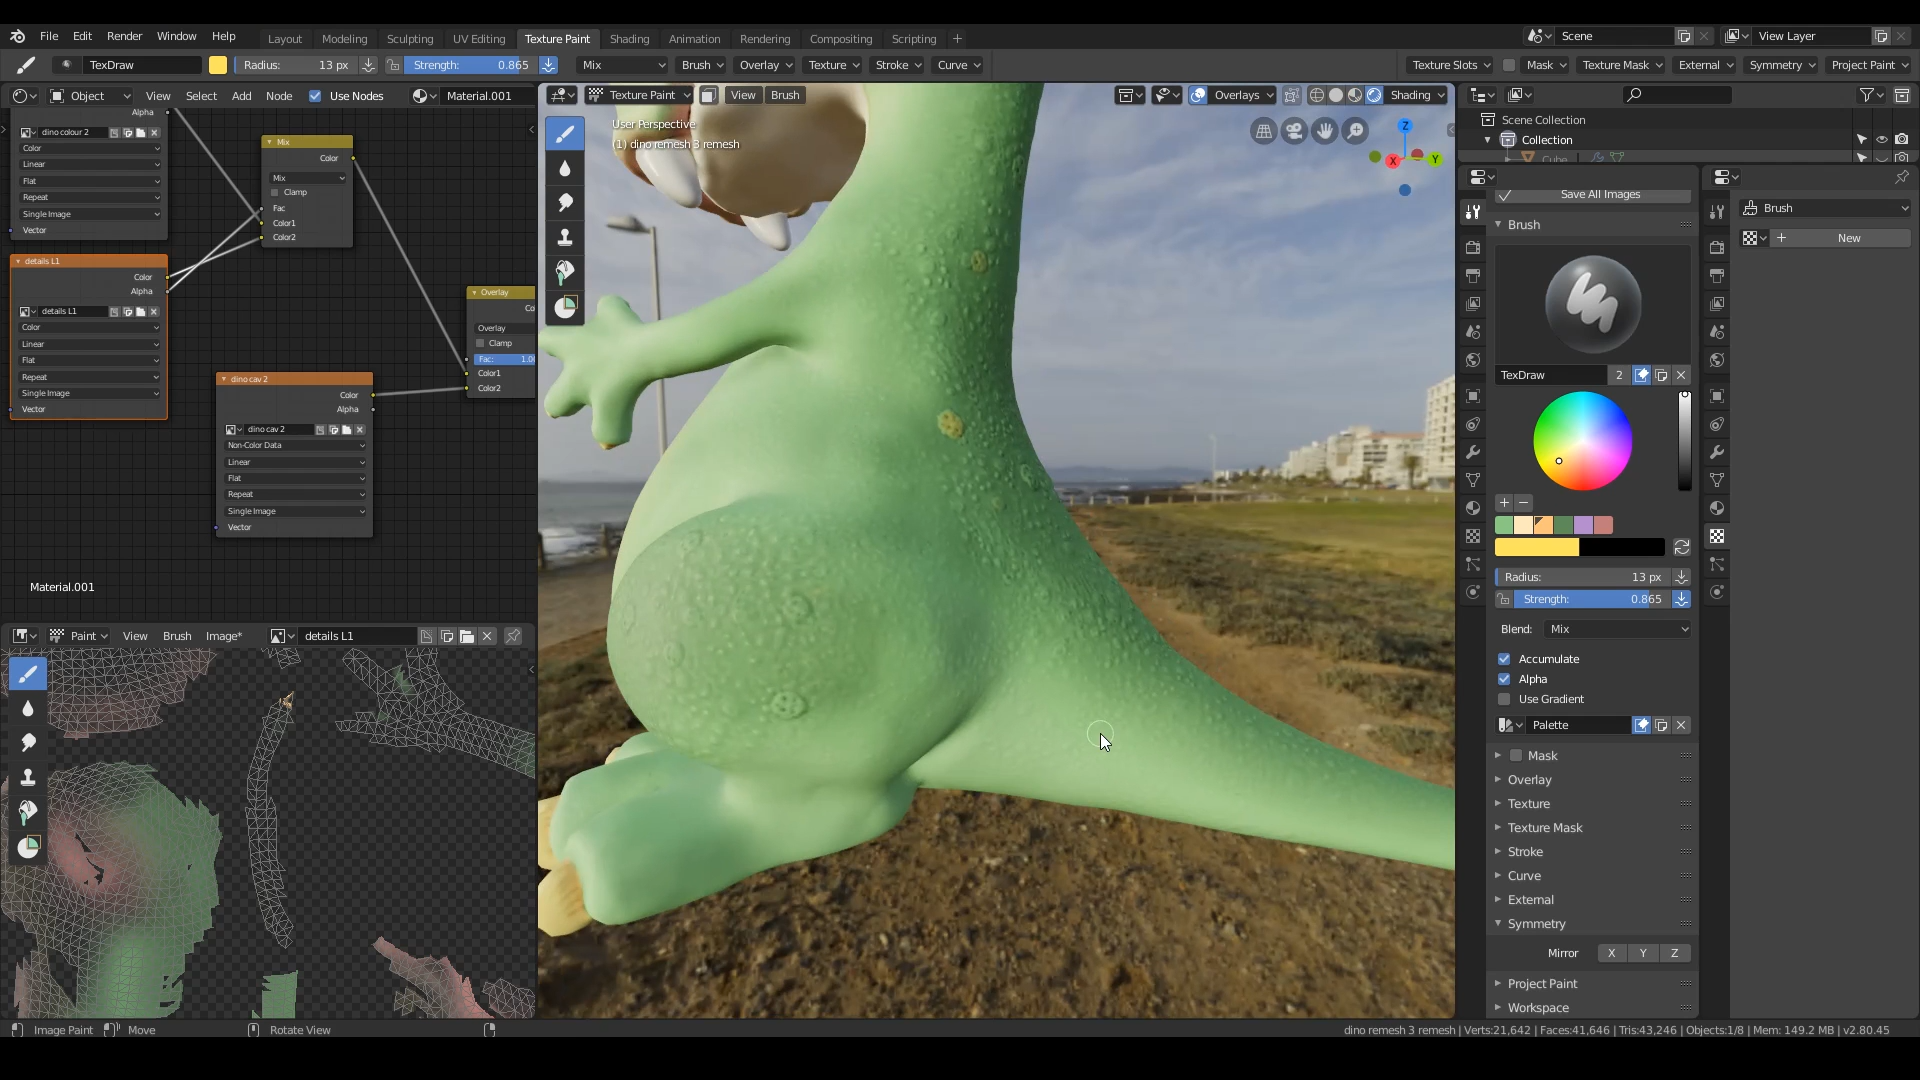 File Edit Render Window Help Layout Modeling Sculpting UV Editing Texture Paint Shading Animation Rendering Compositing Scripting + Scene View Layer
TexDraw Radius: 13 px Strength: 0.865 Mix Brush Overlay Texture Stroke Curve Texture Slots Mask Texture Mask External Symmetry Project Paint
Object View Select Add Node Use Nodes Material.001 Texture Paint View Brush Overlays Shading
Alpha
dino colour 2
Color
Linear
Flat
Repeat
Single Image
Vector
Mix
Color
Mix
Clamp
Fac
Color1
Color2
details L1
Color
Alpha
details L1
Color
Linear
Flat
Repeat
Single Image
Vector
Overlay
Co
Overlay
Clamp
Fac: 1.00
Color1
Color2
dino cav 2
Color
Alpha
dino cav 2
Non-Color Data
Linear
Flat
Repeat
Single Image
Vector
Material.001
User Perspective
(1) dino remesh 3 remesh
Z
X Y
Scene Collection
Collection
Cube
Save All Images
Brush
TexDraw 2
Radius: 13 px
Strength: 0.865
Blend: Mix
Accumulate
Alpha
Use Gradient
Palette
Mask
Overlay
Texture
Texture Mask
Stroke
Curve
External
Symmetry
Mirror X Y Z
Project Paint
Workspace
Brush
+ New
Paint View Brush Image* details L1
Image Paint Move Rotate View dino remesh 3 remesh | Verts:21,642 | Faces:41,646 | Tris:43,246 | Objects:1/8 | Mem: 149.2 MB | v2.80.45